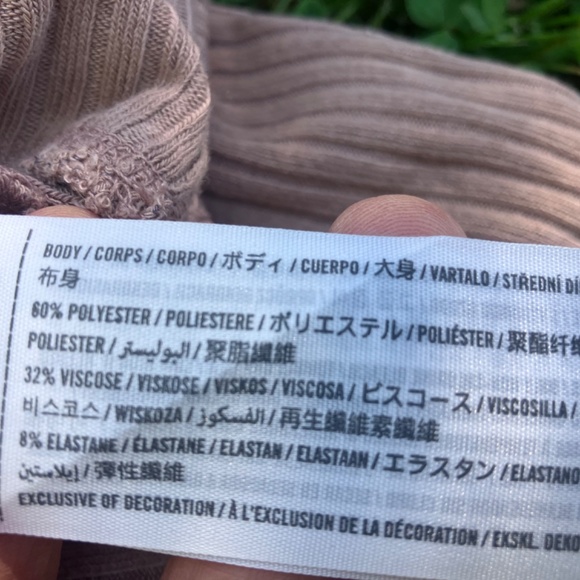 BODY / CORPS / CORPO / ボディ / CUERPO / 大身 / VARTALO / STŘEDNÍ DÍ
布身
60% POLYESTER / POLIESTERE / ポリエステル / POLIÉSTER / 聚酯纤维
POLIESTER / البوليستر / 聚脂纖維
32% VISCOSE / VISKOSE / VISKOS / VISCOSA / ビスコース / VISCOSILLA /
비스코스 / WISKOZA / الفسكوز / 再生纖維素纖維
8% ELASTANE / ÉLASTANE / ELASTAN / ELASTAAN / エラスタン / ELASTANO
إيلاستين / 彈性纖維
EXCLUSIVE OF DECORATION / À L'EXCLUSION DE LA DÉCORATION / EKSKL. DEKO